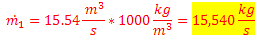 ṁ₁ = 15.54 m³/s * 1000 kg/m³ = 15,540 kg/s